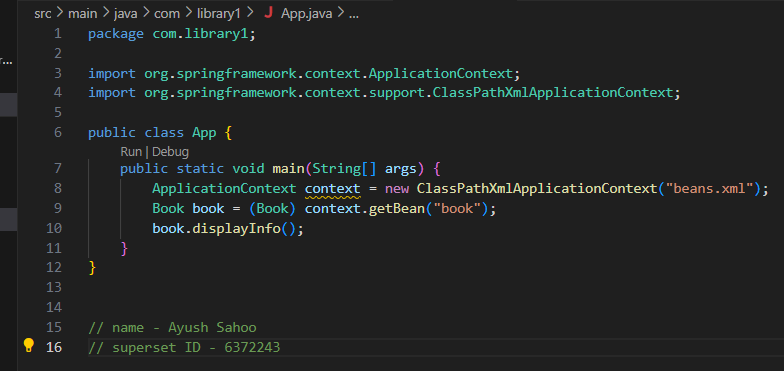 src > main > java > com > library1 > J App.java > ...
r...
1 package com.library1;
2
3 import org.springframework.context.ApplicationContext;
4 import org.springframework.context.support.ClassPathXmlApplicationContext;
5
6 public class App {
Run | Debug
7 public static void main(String[] args) {
8 ApplicationContext context = new ClassPathXmlApplicationContext("beans.xml");
9 Book book = (Book) context.getBean("book");
10 book.displayInfo();
11 }
12 }
13
14
15 // name - Ayush Sahoo
16 // superset ID - 6372243